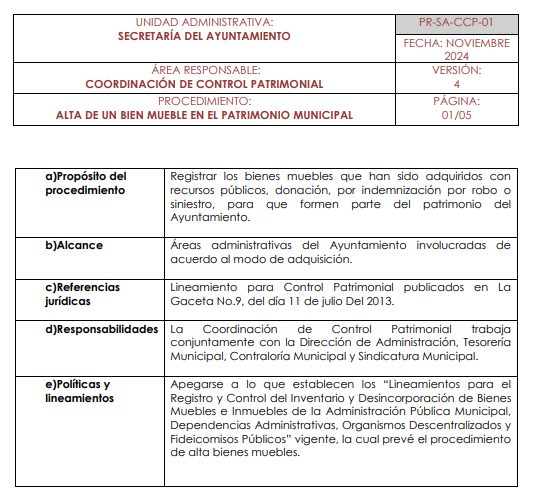 UNIDAD ADMINISTRATIVA:
SECRETARÍA DEL AYUNTAMIENTO
PR-SA-CCP-01
FECHA: NOVIEMBRE
2024
ÁREA RESPONSABLE:
COORDINACIÓN DE CONTROL PATRIMONIAL
VERSIÓN:
4
PROCEDIMIENTO:
ALTA DE UN BIEN MUEBLE EN EL PATRIMONIO MUNICIPAL
PÁGINA:
01/05
a)Propósito del
procedimiento
Registrar los bienes muebles que han sido adquiridos con
recursos públicos, donación, por indemnización por robo o
siniestro, para que formen parte del patrimonio del
Ayuntamiento.
b)Alcance
Áreas administrativas del Ayuntamiento involucradas de
acuerdo al modo de adquisición.
c)Referencias
jurídicas
Lineamiento para Control Patrimonial publicados en La
Gaceta No.9, del día 11 de julio Del 2013.
d)Responsabilidades
La Coordinación de Control Patrimonial trabaja
conjuntamente con la Dirección de Administración, Tesorería
Municipal, Contraloría Municipal y Sindicatura Municipal.
e)Políticas y
lineamientos
Apegarse a lo que establecen los “Lineamientos para el
Registro y Control del Inventario y Desincorporación de Bienes
Muebles e Inmuebles de la Administración Pública Municipal,
Dependencias Administrativas, Organismos Descentralizados y
Fideicomisos Públicos” vigente, la cual prevé el procedimiento
de alta bienes muebles.